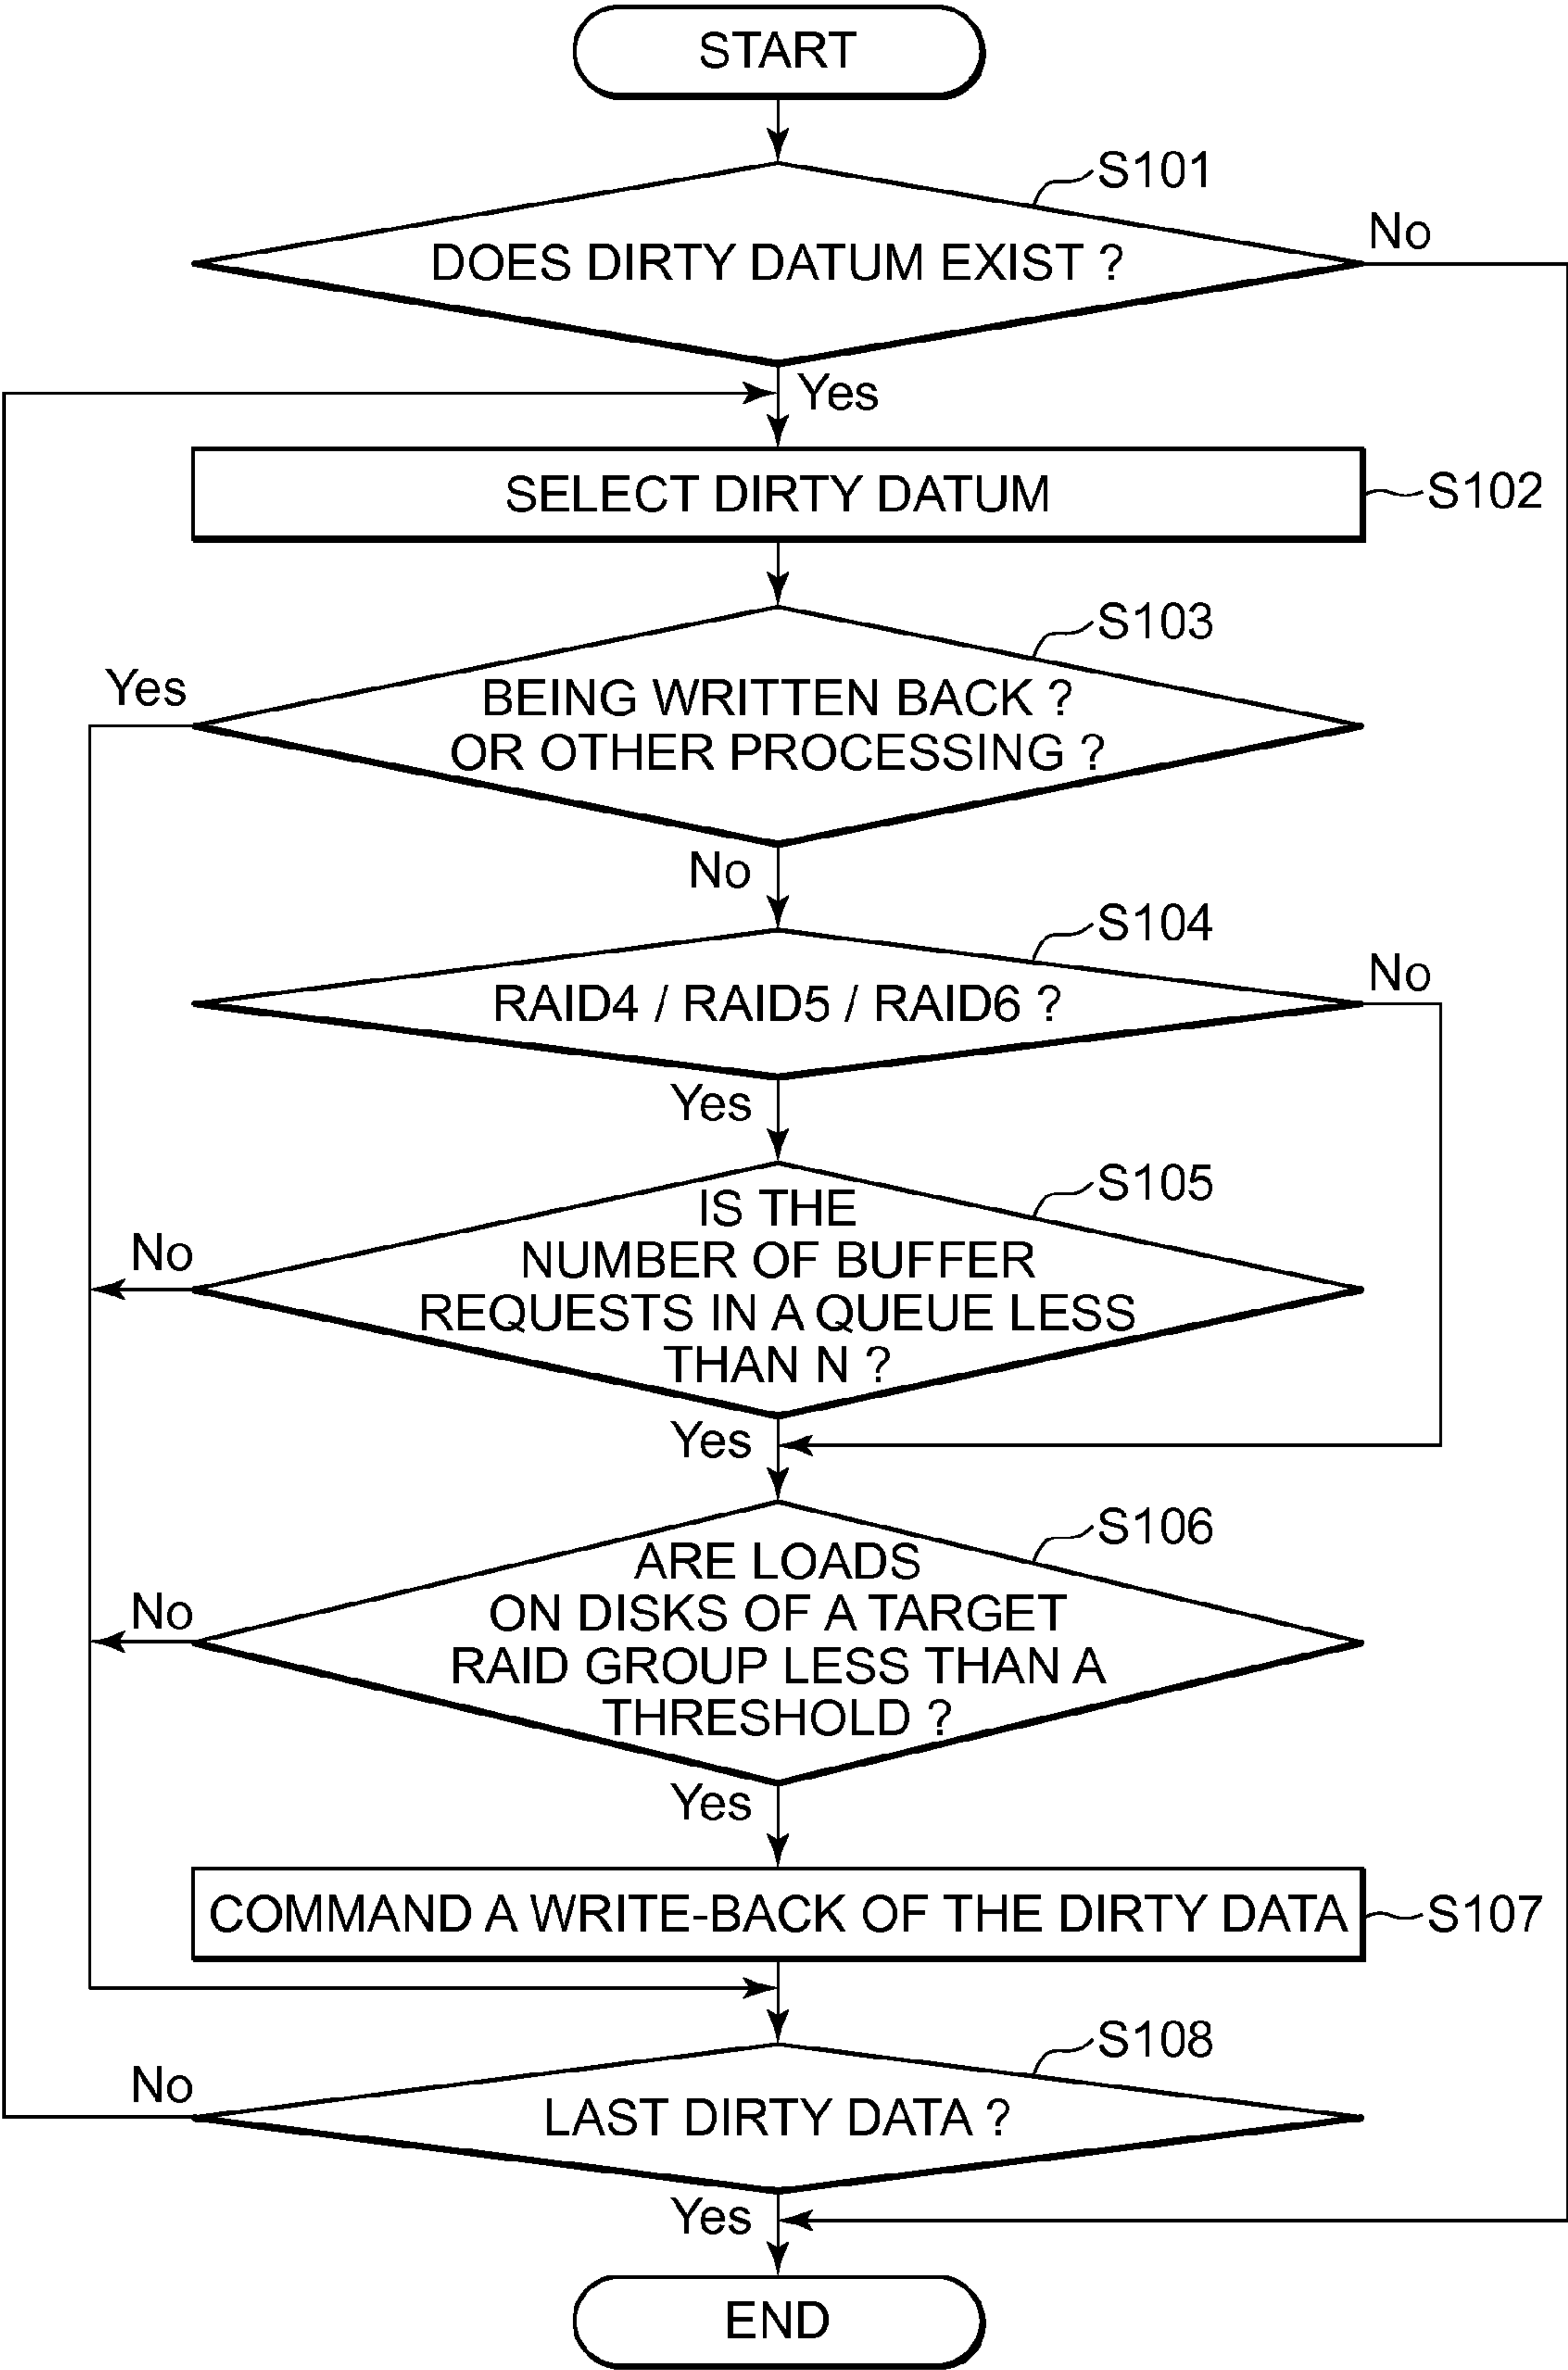 START
S101
No
DOES DIRTY DATUM EXIST ?
Yes
SELECT DIRTY DATUM
S102
S103
Yes
BEING WRITTEN BACK ?
OR OTHER PROCESSING ?
No
S104
No
RAID4 / RAID5 / RAID6 ?
Yes
S105
IS THE
No
NUMBER OF BUFFER
REQUESTS IN A QUEUE LESS
THAN N ?
Yes
S106
ARE LOADS
No
ON DISKS OF A TARGET
RAID GROUP LESS THAN A
THRESHOLD ?
Yes
COMMAND A WRITE-BACK OF THE DIRTY DATA
S107
S108
No
LAST DIRTY DATA ?
Yes
END